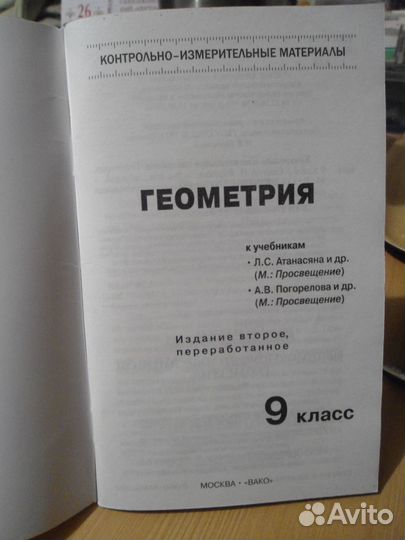 ÷ 26 ÷
КОНТРОЛЬНО–ИЗМЕРИТЕЛЬНЫЕ МАТЕРИАЛЫ
ГЕОМЕТРИЯ
к учебникам
• Л.С. Атанасяна и др.
(М.: Просвещение)
• А.В. Погорелова и др.
(М.: Просвещение)
Издание второе,
переработанное
9 класс
МОСКВА • «ВАКО»
Avito